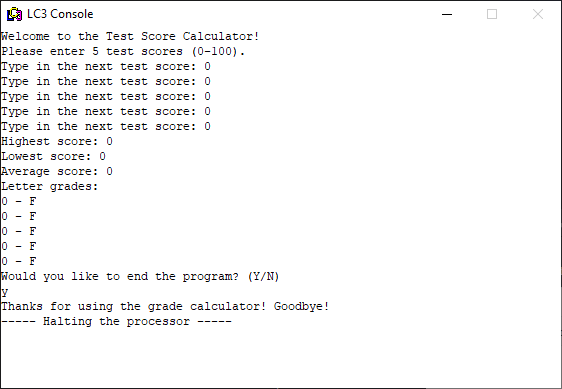 LC3 Console
Welcome to the Test Score Calculator!
Please enter 5 test scores (0-100).
Type in the next test score: 0
Type in the next test score: 0
Type in the next test score: 0
Type in the next test score: 0
Type in the next test score: 0
Highest score: 0
Lowest score: 0
Average score: 0
Letter grades:
0 - F
0 - F
0 - F
0 - F
0 - F
Would you like to end the program? (Y/N)
y
Thanks for using the grade calculator! Goodbye!
----- Halting the processor -----